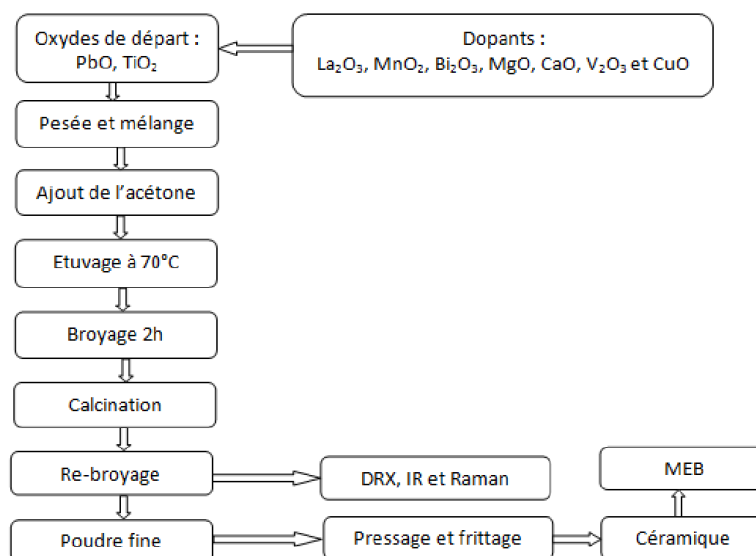 Oxydes de départ :
PbO, TiO₂
Dopants :
La₂O₃, MnO₂, Bi₂O₃, MgO, CaO, V₂O₃ et CuO
Pesée et mélange
Ajout de l’acétone
Etuvage à 70°C
Broyage 2h
Calcination
Re-broyage
DRX, IR et Raman
MEB
Poudre fine
Pressage et frittage
Céramique